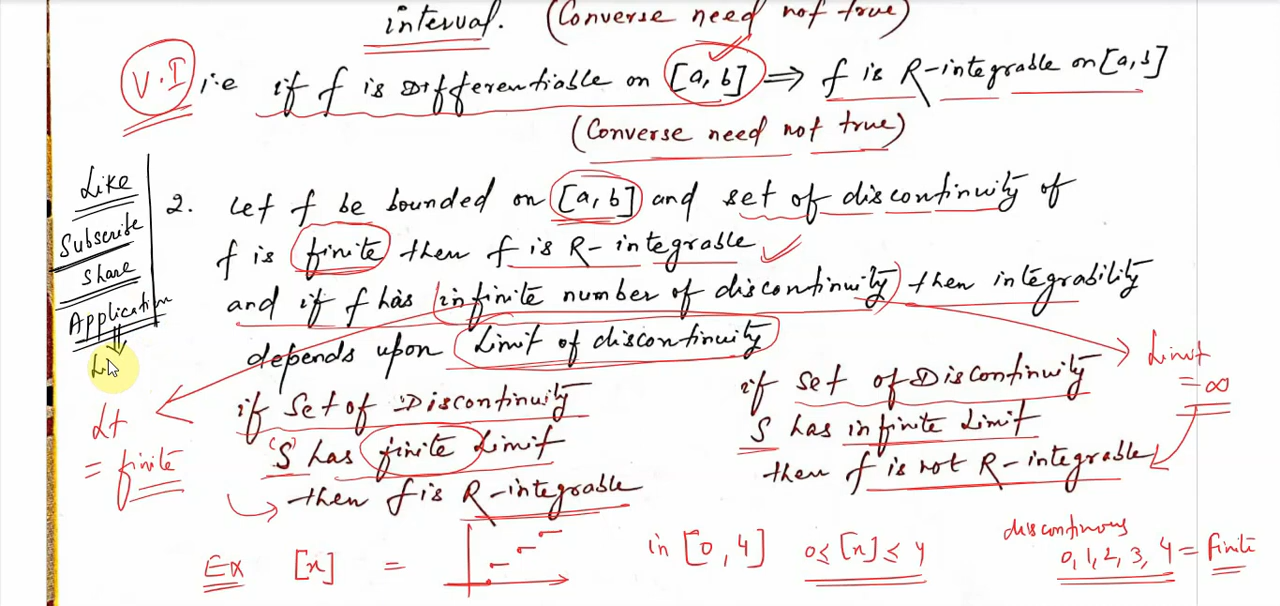 interval. (Converse need not true)
V.I i.e if f is Differentiable on [a, b] ⇒ f is R-integrable on [a, b]
(Converse need not true)
Like
Subscribe
Share
Application
2. Let f be bounded on [a, b] and set of discontinuity of
f is finite then f is R-integrable ✓
and if f has infinite number of discontinuity then integrability
depends upon Limit of discontinuity
Lt = finite
if Set of Discontinuity
'S' has finite Limit
then f is R-integrable
Limit = ∞
if set of Discontinuity
S has infinite Limit
then f is not R-integrable
Ex [x] =
in [0, 4] 0 ≤ [x] ≤ 4
discontinous
0, 1, 2, 3, 4 = finite